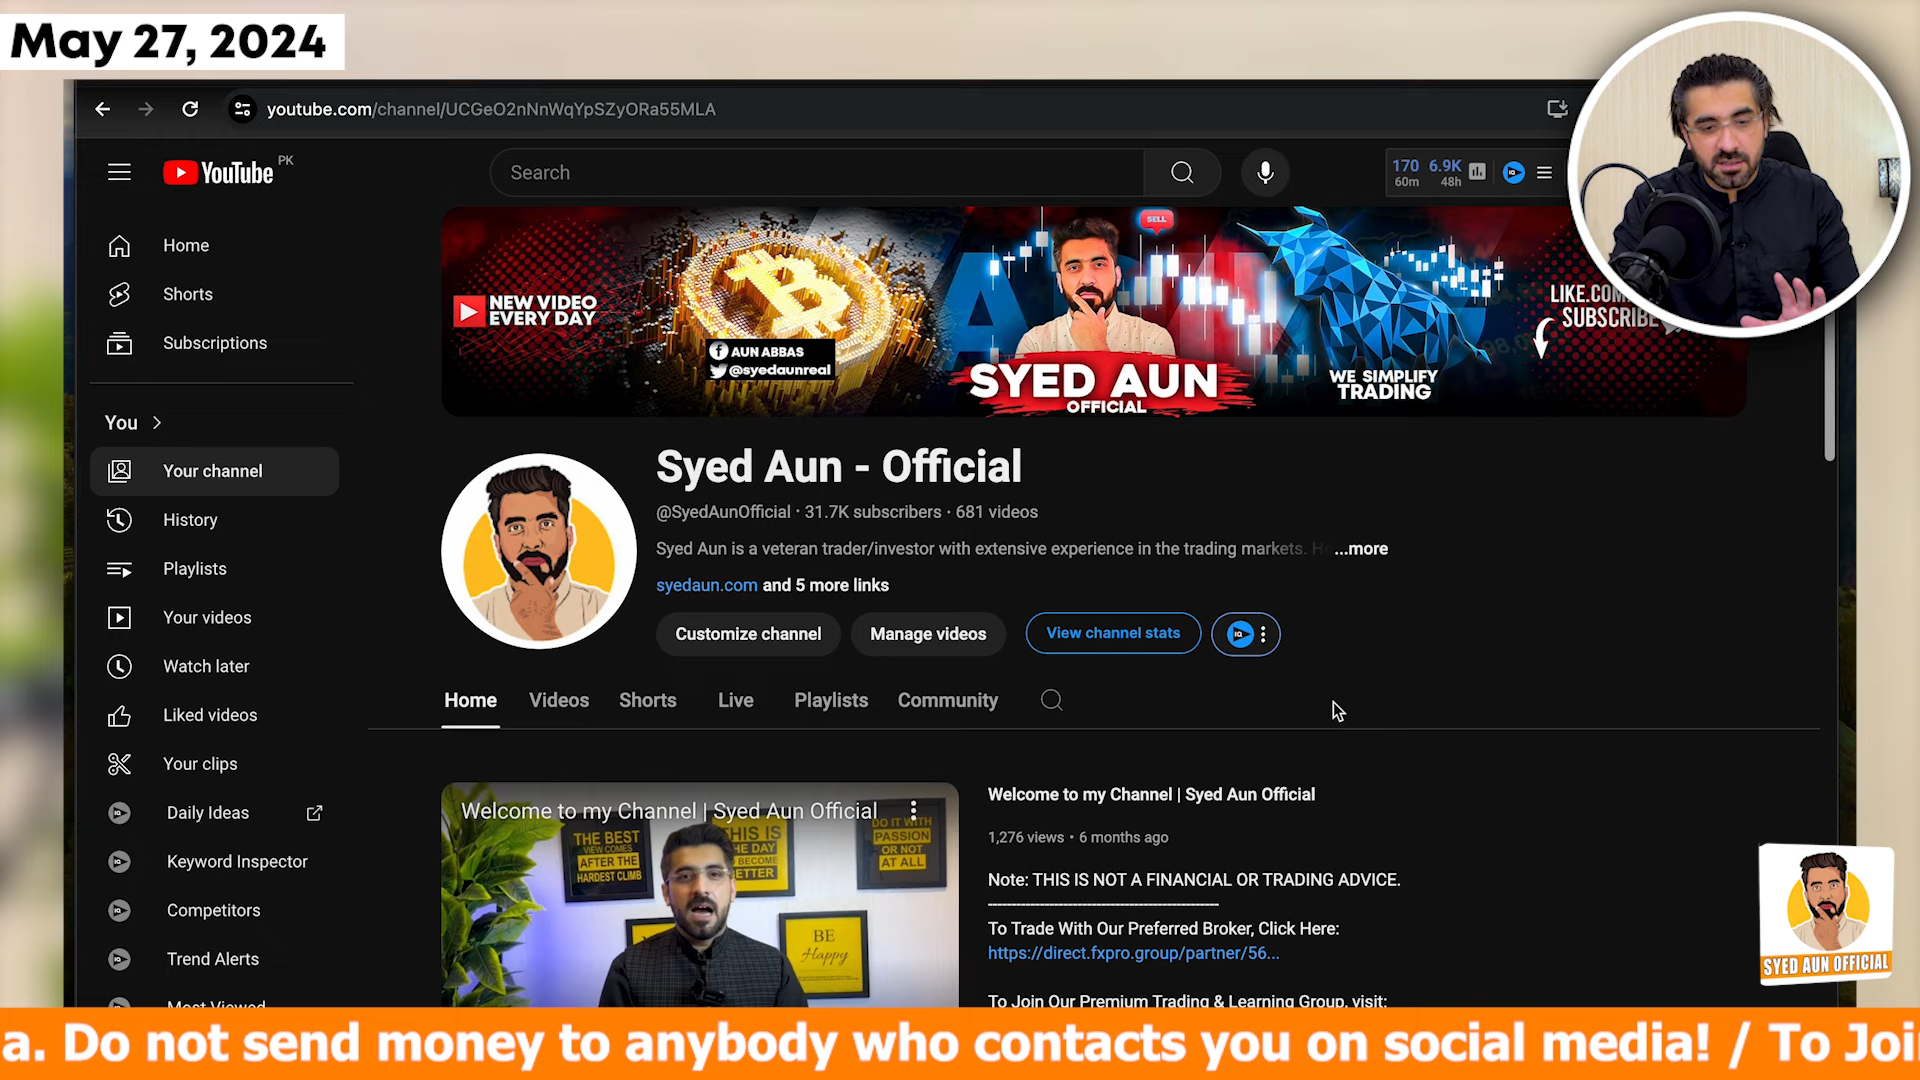 May 27, 2024
youtube.com/channel/UCGeO2nNnWqYpSZyORa55MLA
YouTube PK
Search
170 6.9K
60m 48h
Home
Shorts
Subscriptions
You
Your channel
History
Playlists
Your videos
Watch later
Liked videos
Your clips
Daily Ideas
Keyword Inspector
Competitors
Trend Alerts
Most Viewed
NEW VIDEO
EVERY DAY
AUN ABBAS
@syedaunreal
SELL
SYED AUN
OFFICIAL
WE SIMPLIFY
TRADING
LIKE.COM
SUBSCRIBE
Syed Aun - Official
@SyedAunOfficial · 31.7K subscribers · 681 videos
Syed Aun is a veteran trader/investor with extensive experience in the trading markets. ...more
syedaun.com and 5 more links
Customize channel
Manage videos
View channel stats
Home
Videos
Shorts
Live
Playlists
Community
Welcome to my Channel | Syed Aun Official
THE BEST
VIEW COMES
AFTER THE
HARDEST CLIMB
THIS IS
HE DAY
BECOME
ETTER
DO IT WITH
PASSION
OR NOT
AT ALL
BE
Happy
Welcome to my Channel | Syed Aun Official
1,276 views · 6 months ago
Note: THIS IS NOT A FINANCIAL OR TRADING ADVICE.
------------------------------------------------
To Trade With Our Preferred Broker, Click Here:
https://direct.fxpro.group/partner/56...
To Join Our Premium Trading & Learning Group, visit:
SYED AUN OFFICIAL
a. Do not send money to anybody who contacts you on social media! / To Joi